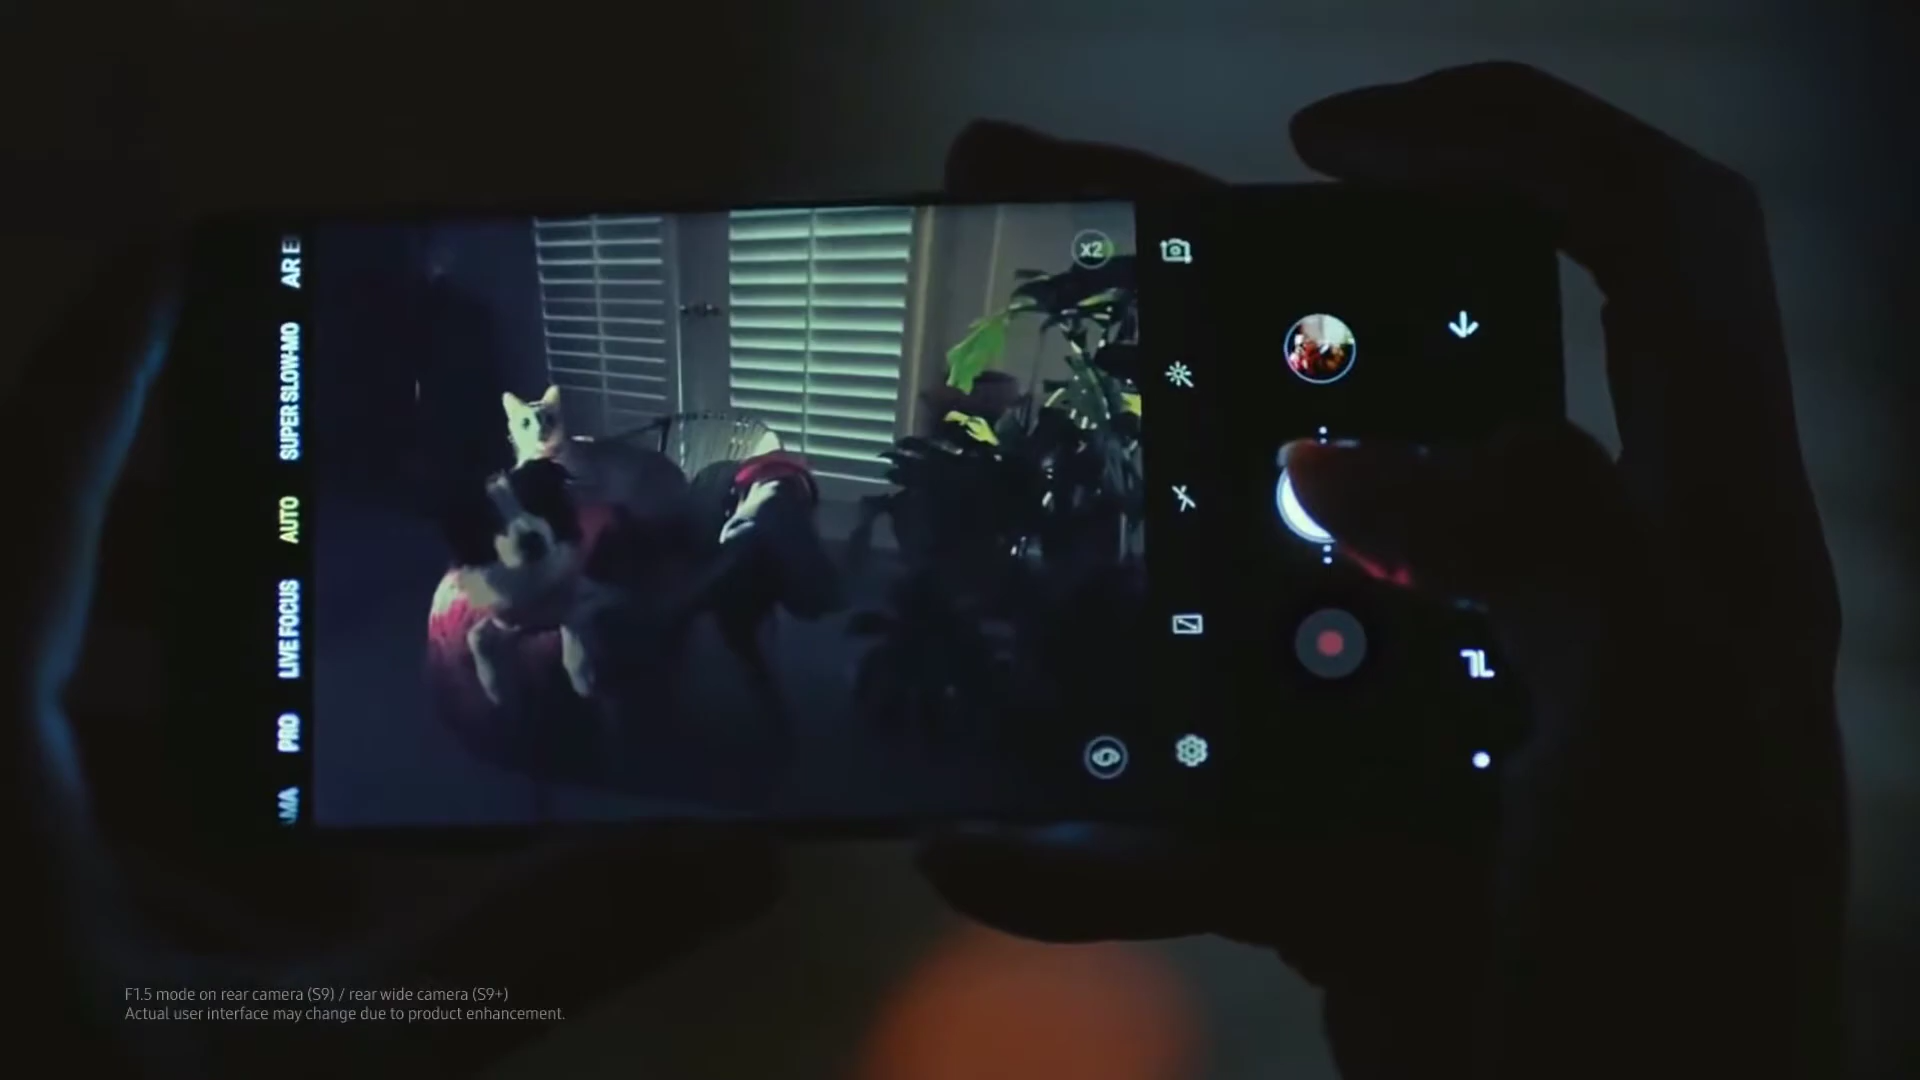 AR E
SUPER SLOW-MO
AUTO
LIVE FOCUS
PRO
MA
x2
F1.5 mode on rear camera (S9) / rear wide camera (S9+)
Actual user interface may change due to product enhancement.